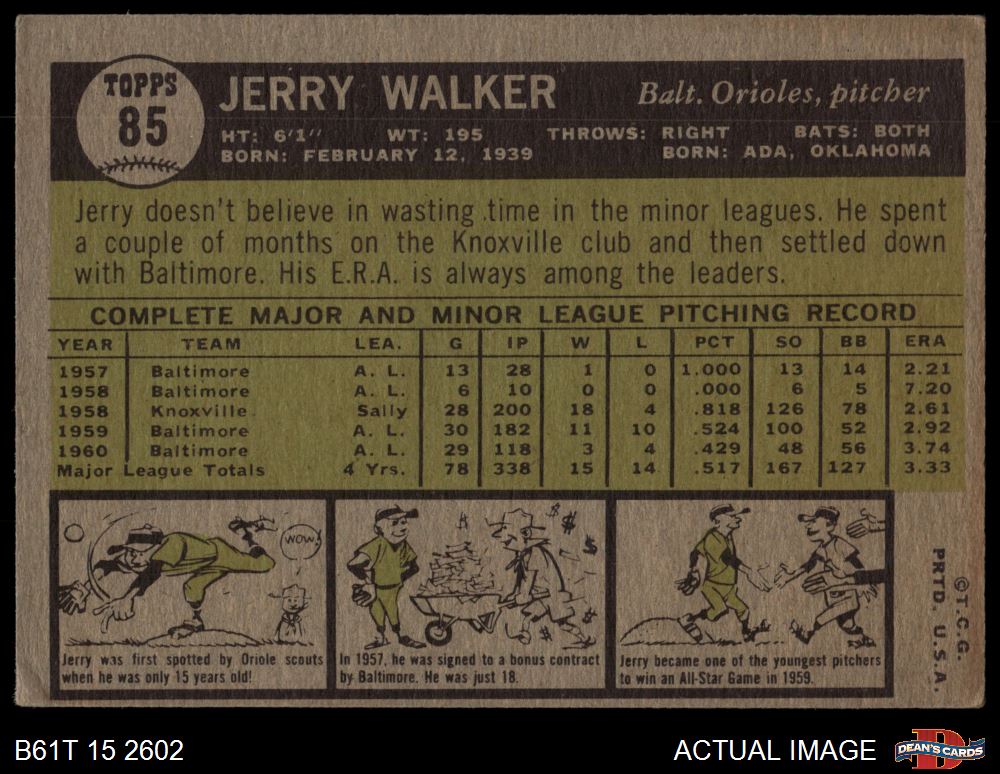 TOPPS
85
JERRY WALKER
Balt. Orioles, pitcher
HT: 6'1" WT: 195 THROWS: RIGHT BATS: BOTH
BORN: FEBRUARY 12, 1939 BORN: ADA, OKLAHOMA
Jerry doesn't believe in wasting time in the minor leagues. He spent
a couple of months on the Knoxville club and then settled down
with Baltimore. His E.R.A. is always among the leaders.
COMPLETE MAJOR AND MINOR LEAGUE PITCHING RECORD
YEAR TEAM LEA. G IP W L PCT SO BB ERA
1957 Baltimore A. L. 13 28 1 0 1.000 13 14 2.21
1958 Baltimore A. L. 6 10 0 0 .000 6 5 7.20
1958 Knoxville Sally 28 200 18 4 .818 126 78 2.61
1959 Baltimore A. L. 30 182 11 10 .524 100 52 2.92
1960 Baltimore A. L. 29 118 3 4 .429 48 56 3.74
Major League Totals 4 Yrs. 78 338 15 14 .517 167 127 3.33
WOW!
Jerry was first spotted by Oriole scouts
when he was only 15 years old!
$ $ $ $ $ $
In 1957, he was signed to a bonus contract
by Baltimore. He was just 18.
Jerry became one of the youngest pitchers
to win an All-Star Game in 1959.
©T.C.G.
PRTD. U.S.A.
B61T 15 2602
ACTUAL IMAGE
D
DEAN'S CARDS